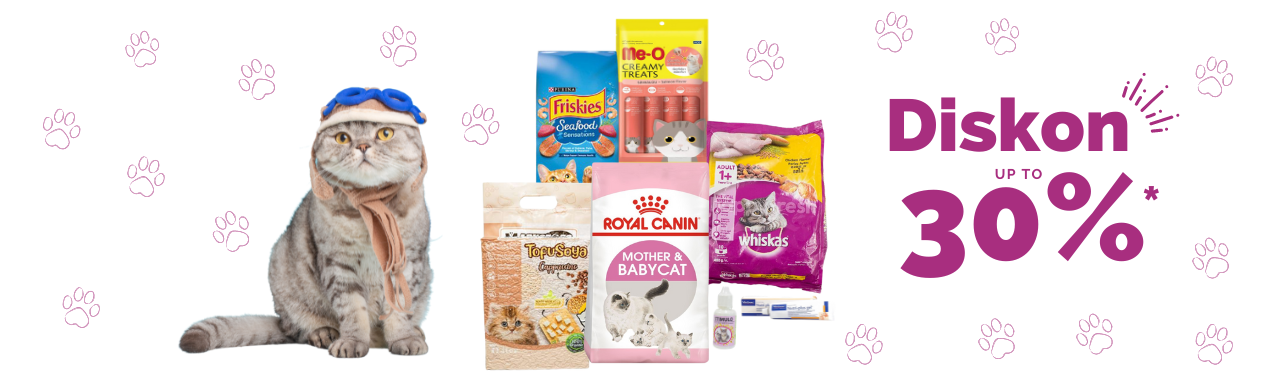 Diskon
UP TO
30%*
PURINA
Friskies
Seafood
Sensations
Me-O
CREAMY
TREATS
ADULT
1+
whiskas
TofuSoya
Cappuccino
ROYAL CANIN
MOTHER &
BABYCAT